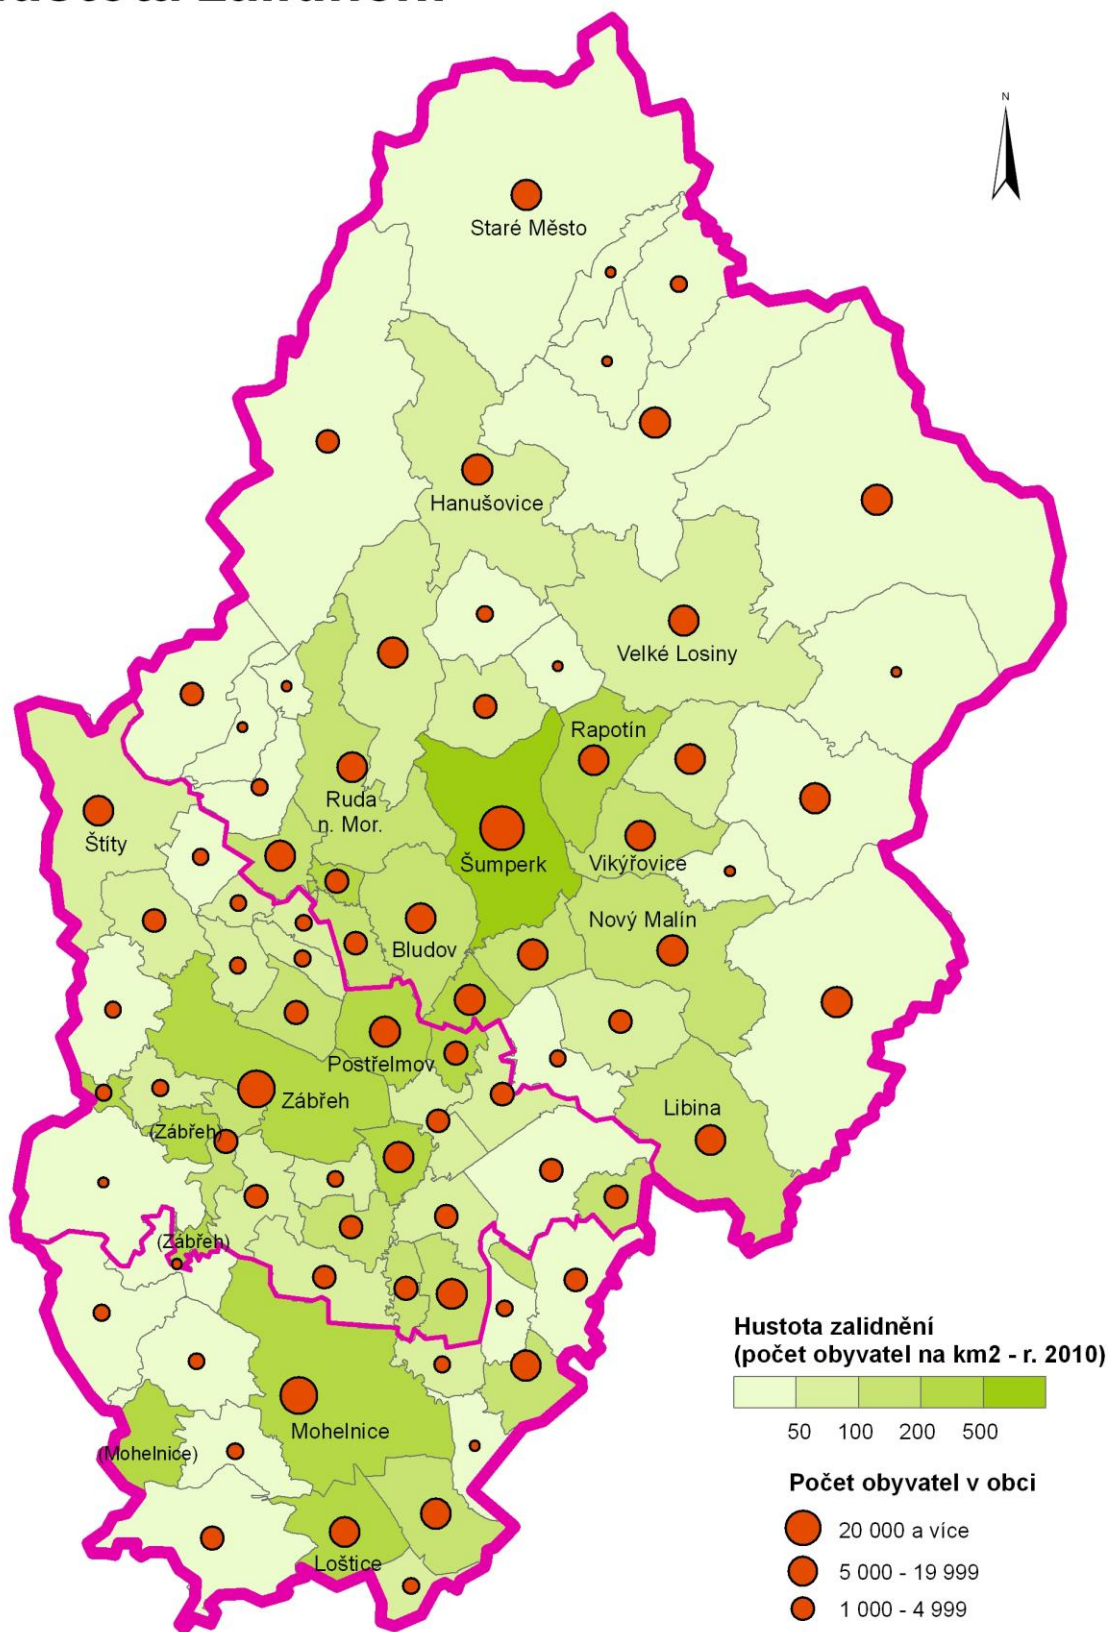 N
Staré Město
Hanušovice
Velké Losiny
Rapotín
Ruda
n. Mor.
Štíty
Šumperk
Vikýřovice
Nový Malín
Bludov
Postřelmov
Zábřeh
Libina
(Zábřeh)
(Zábřeh)
Mohelnice
(Mohelnice)
Loštice
Hustota zalidnění
(počet obyvatel na km2 - r. 2010)
50 100 200 500
Počet obyvatel v obci
20 000 a více
5 000 - 19 999
1 000 - 4 999